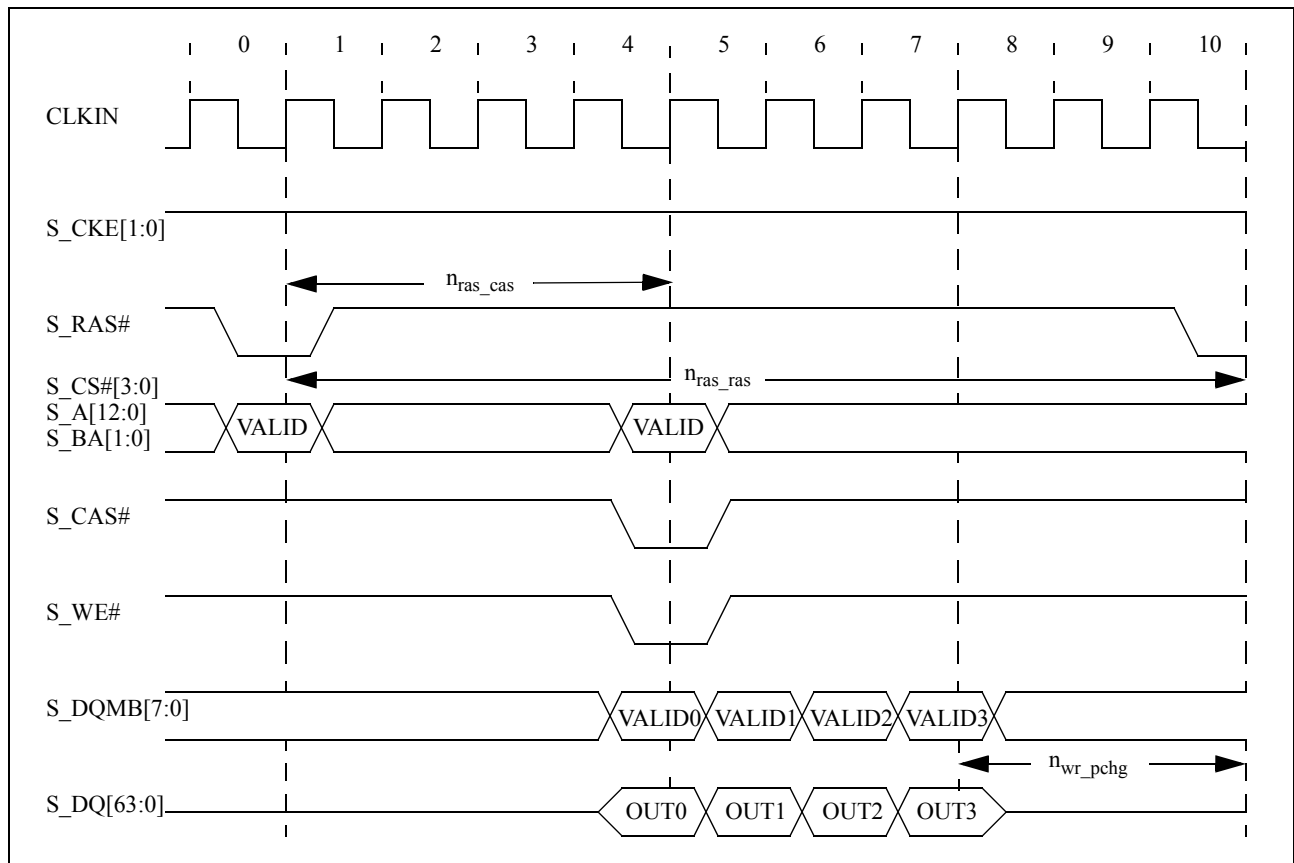 0 1 2 3 4 5 6 7 8 9 10
CLKIN
S_CKE[1:0]
n_ras_cas
S_RAS#
S_CS#[3:0]
n_ras_ras
S_A[12:0]
VALID VALID
S_BA[1:0]
S_CAS#
S_WE#
S_DQMB[7:0]
VALID0 VALID1 VALID2 VALID3
n_wr_pchg
S_DQ[63:0]
OUT0 OUT1 OUT2 OUT3